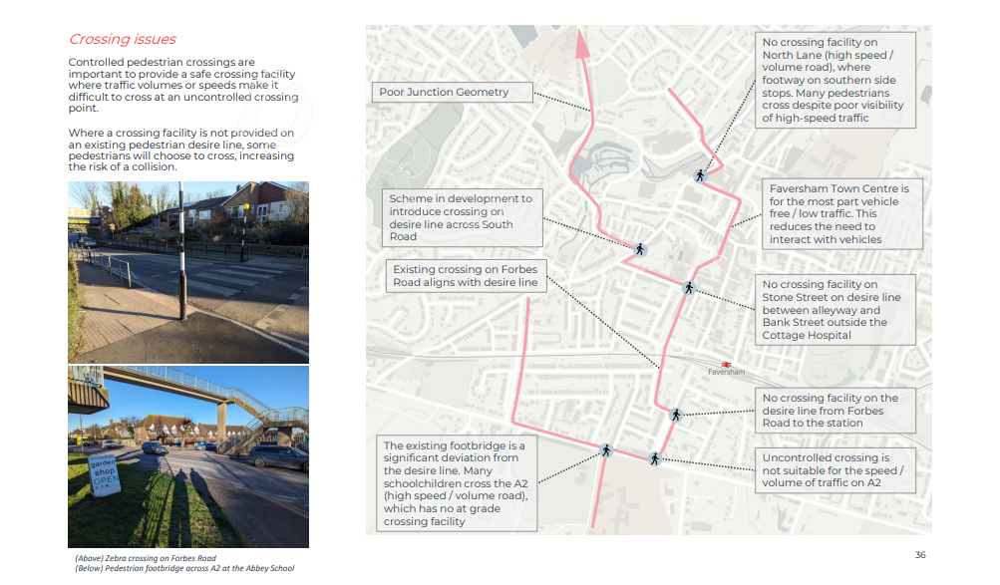 Crossing issues
Controlled pedestrian crossings are
important to provide a safe crossing facility
where traffic volumes or speeds make it
difficult to cross at an uncontrolled crossing
point.
Where a crossing facility is not provided on
an existing pedestrian desire line, some
pedestrians will choose to cross, increasing
the risk of a collision.
garden
shop
OPEN
(Above) Zebra crossing on Forbes Road
(Below) Pedestrian footbridge across A2 at the Abbey School
Poor Junction Geometry
No crossing facility on
North Lane (high speed /
volume road), where
footway on southern side
stops. Many pedestrians
cross despite poor visibility
of high-speed traffic
Scheme in development to
introduce crossing on
desire line across South
Road
Faversham Town Centre is
for the most part vehicle
free / low traffic. This
reduces the need to
interact with vehicles
Existing crossing on Forbes
Road aligns with desire line
No crossing facility on
Stone Street on desire line
between alleyway and
Bank Street outside the
Cottage Hospital
Faversham
No crossing facility on the
desire line from Forbes
Road to the station
The existing footbridge is a
significant deviation from
the desire line. Many
schoolchildren cross the A2
(high speed / volume road),
which has no at grade
crossing facility
Uncontrolled crossing is
not suitable for the speed /
volume of traffic on A2
36